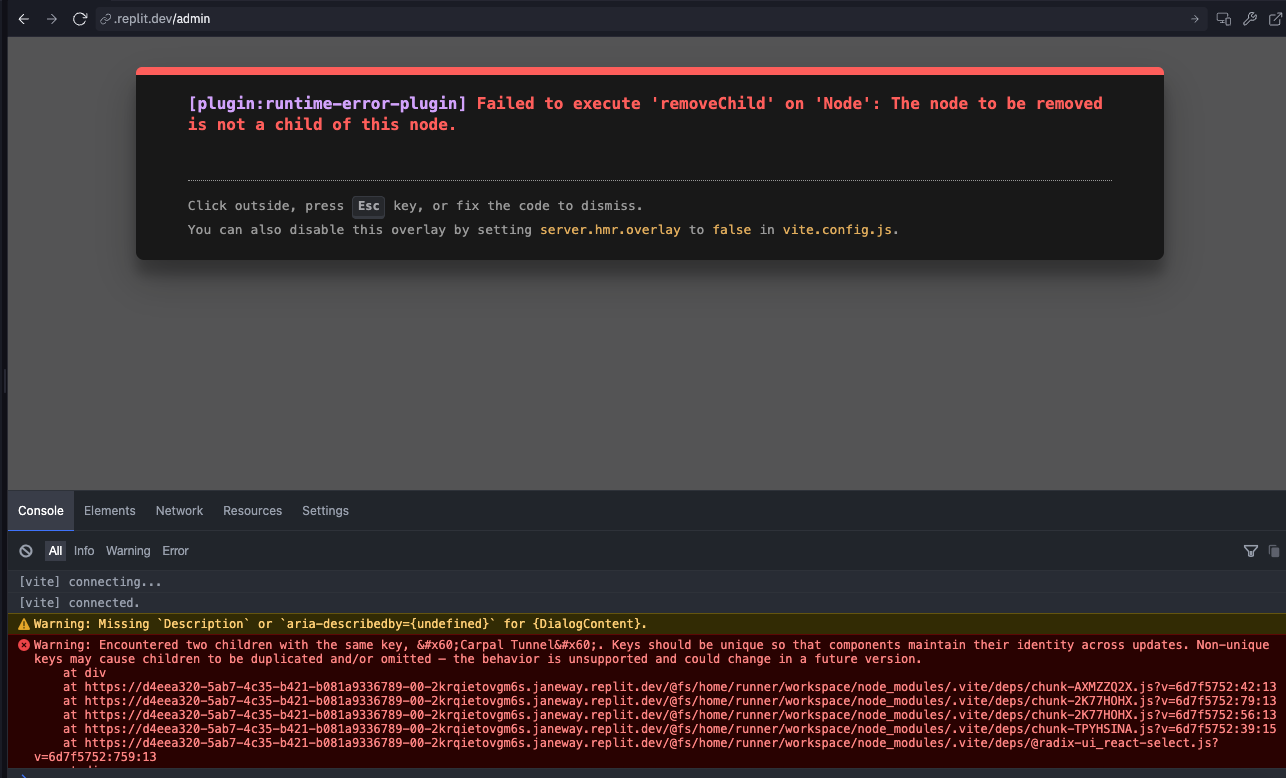 .replit.dev/admin
[plugin:runtime-error-plugin] Failed to execute 'removeChild' on 'Node': The node to be removed
is not a child of this node.
Click outside, press Esc key, or fix the code to dismiss.
You can also disable this overlay by setting server.hmr.overlay to false in vite.config.js.
Console Elements Network Resources Settings
All Info Warning Error
[vite] connecting...
[vite] connected.
Warning: Missing `Description` or `aria-describedby={undefined}` for {DialogContent}.
Warning: Encountered two children with the same key, &#x60;Carpal Tunnel&#x60;. Keys should be unique so that components maintain their identity across updates. Non-unique
keys may cause children to be duplicated and/or omitted — the behavior is unsupported and could change in a future version.
at div
at https://d4eea320-5ab7-4c35-b421-b081a9336789-00-2krqietovgm6s.janeway.replit.dev/@fs/home/runner/workspace/node_modules/.vite/deps/chunk-AXMZZQ2X.js?v=6d7f5752:42:13
at https://d4eea320-5ab7-4c35-b421-b081a9336789-00-2krqietovgm6s.janeway.replit.dev/@fs/home/runner/workspace/node_modules/.vite/deps/chunk-2K77HOHX.js?v=6d7f5752:79:13
at https://d4eea320-5ab7-4c35-b421-b081a9336789-00-2krqietovgm6s.janeway.replit.dev/@fs/home/runner/workspace/node_modules/.vite/deps/chunk-2K77HOHX.js?v=6d7f5752:56:13
at https://d4eea320-5ab7-4c35-b421-b081a9336789-00-2krqietovgm6s.janeway.replit.dev/@fs/home/runner/workspace/node_modules/.vite/deps/chunk-TPYHSINA.js?v=6d7f5752:39:15
at https://d4eea320-5ab7-4c35-b421-b081a9336789-00-2krqietovgm6s.janeway.replit.dev/@fs/home/runner/workspace/node_modules/.vite/deps/@radix-ui_react-select.js?
v=6d7f5752:759:13